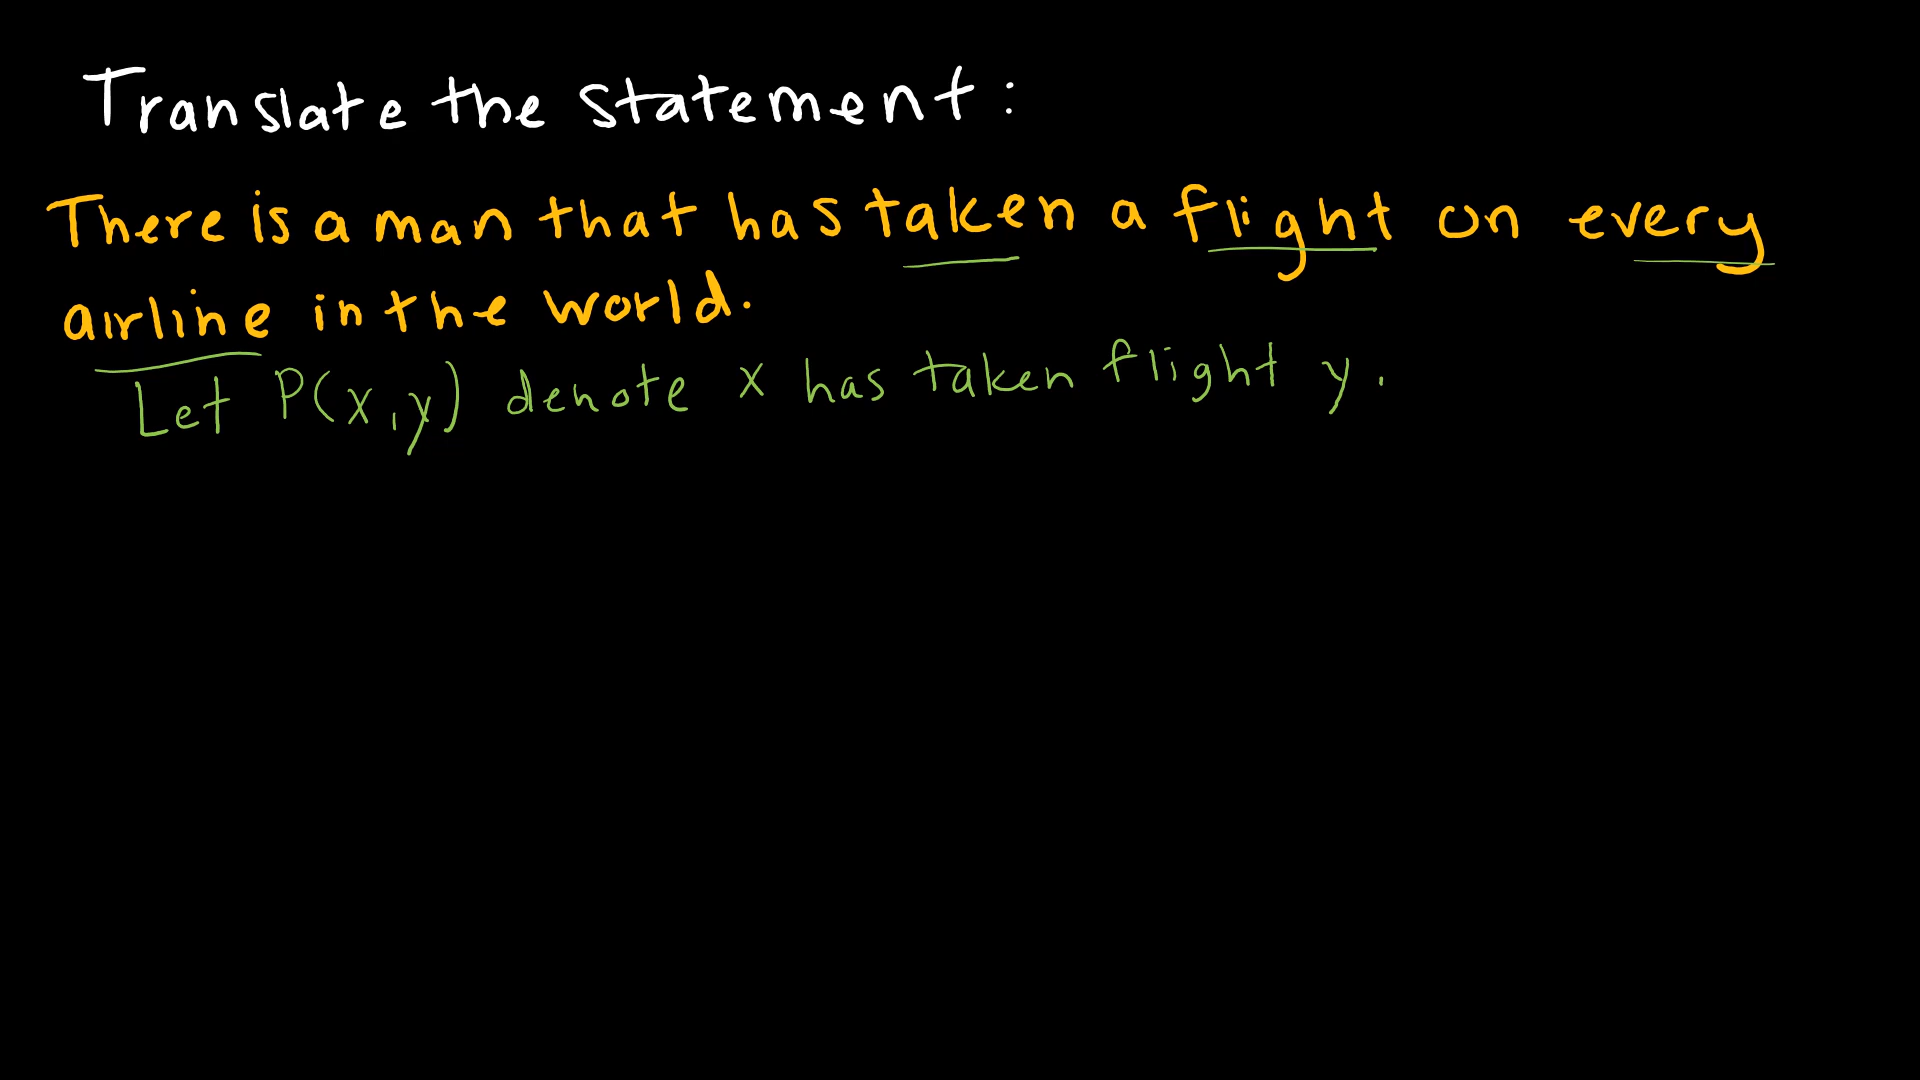 Translate the statement:
There is a man that has taken a flight on every
airline in the world.
Let P(x,y) denote x has taken flight y.